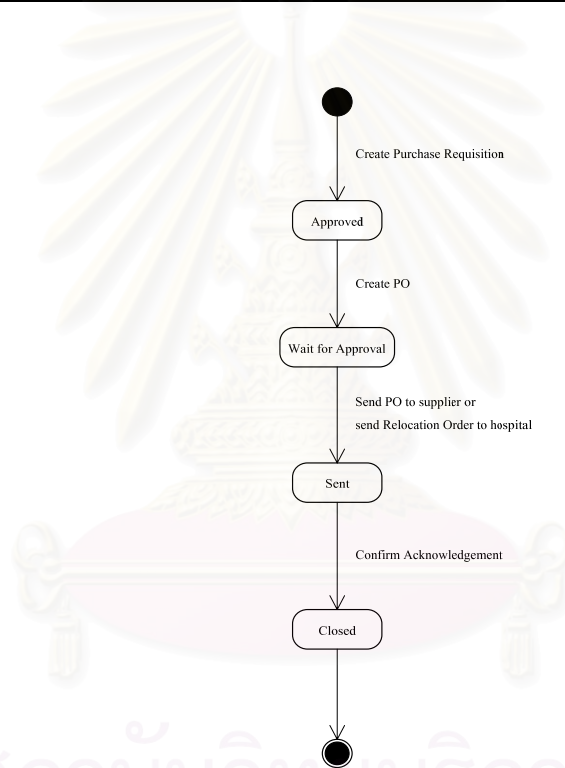 Create Purchase Requisition
Approved
Create PO
Wait for Approval
Send PO to supplier or
send Relocation Order to hospital
Sent
Confirm Acknowledgement
Closed